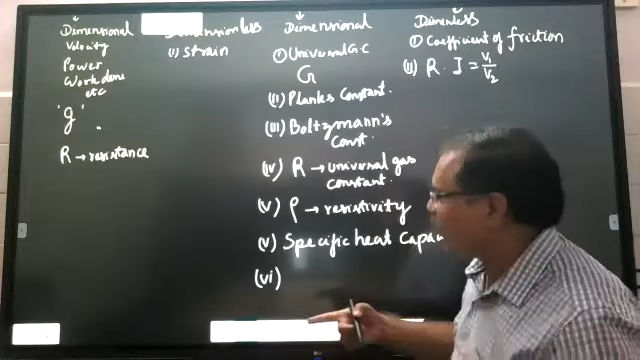 Dimensional
Velocity
Power
Work done
etc
'g'
R → resistance
(i) Strain
Dimensional
① Universal G.C
G
(ii) Planks Constant.
(iii) Boltzmann's
Const.
(iv) R → universal gas
constant.
(v) ρ → resistivity
(v) Specific heat Capa
(vi)
① Coefficient of friction
(ii) R. I = V₁/V₂